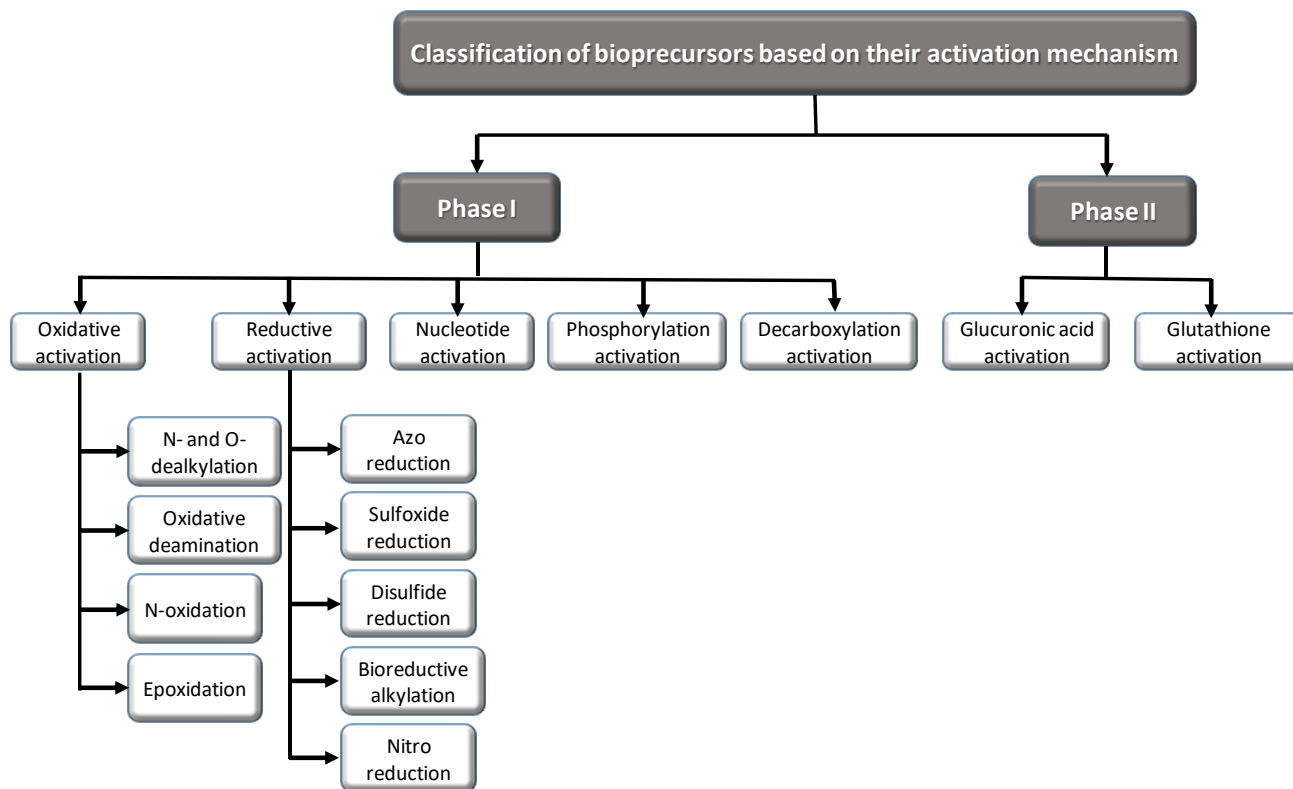 Classification of bioprecursors based on their activation mechanism
Phase I
Phase II
Oxidative
activation
Reductive
activation
Nucleotide
activation
Phosphorylation
activation
Decarboxylation
activation
Glucuronic acid
activation
Glutathione
activation
N- and O-
dealkylation
Oxidative
deamination
N-oxidation
Epoxidation
Azo
reduction
Sulfoxide
reduction
Disulfide
reduction
Bioreductive
alkylation
Nitro
reduction